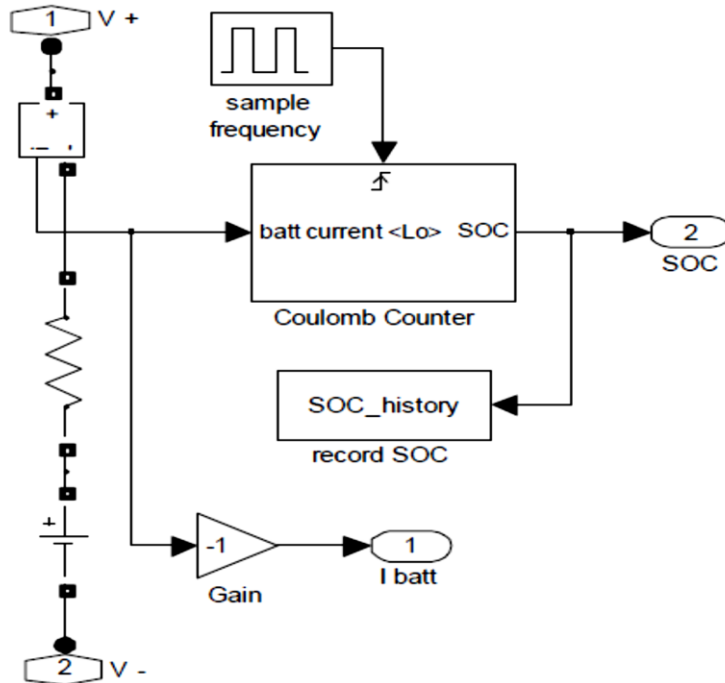 1 V +
sample
frequency
+
i -
batt current <Lo> SOC
Coulomb Counter
2
SOC
SOC_history
record SOC
+
-1
Gain
1
I batt
2 V -